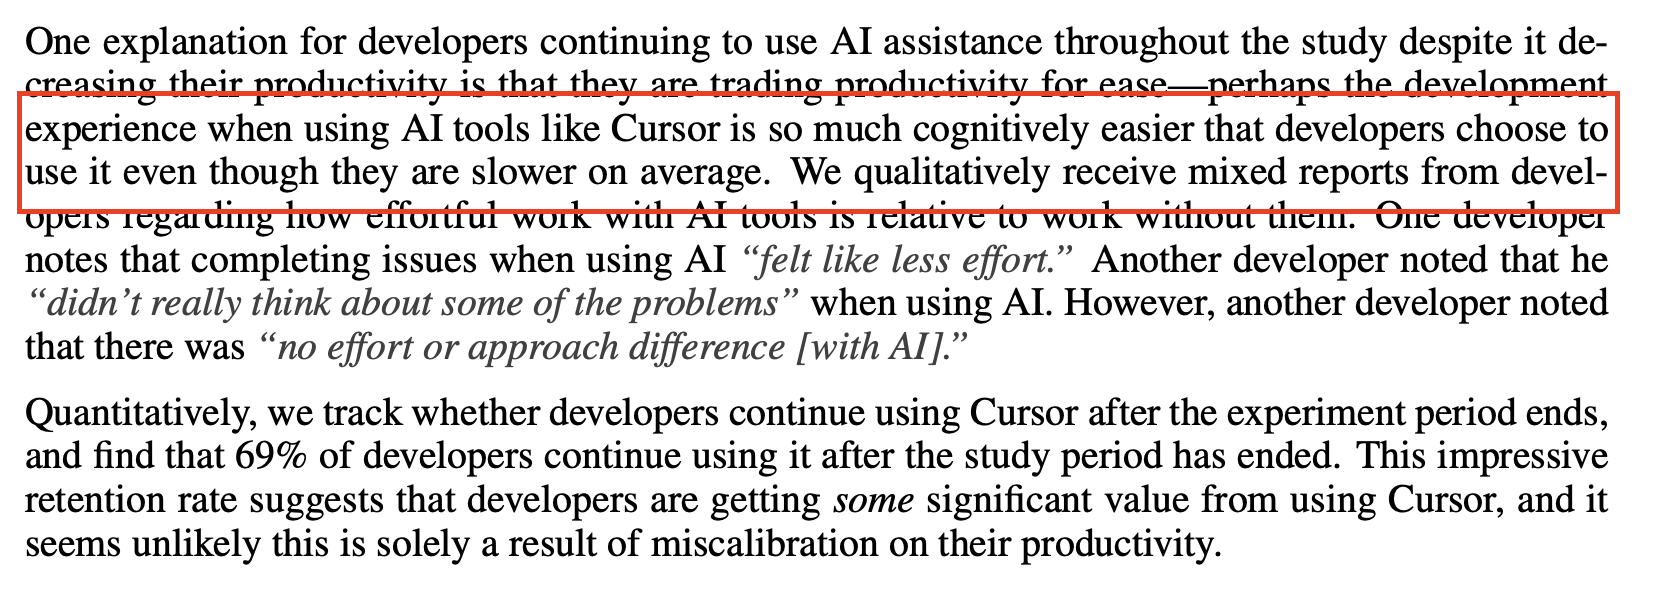 One explanation for developers continuing to use AI assistance throughout the study despite it de-
creasing their productivity is that they are trading productivity for ease—perhaps the development
experience when using AI tools like Cursor is so much cognitively easier that developers choose to
use it even though they are slower on average. We qualitatively receive mixed reports from devel-
opers regarding how effortful work with AI tools is relative to work without them. One developer
notes that completing issues when using AI “felt like less effort.” Another developer noted that he
“didn’t really think about some of the problems” when using AI. However, another developer noted
that there was “no effort or approach difference [with AI].”
Quantitatively, we track whether developers continue using Cursor after the experiment period ends,
and find that 69% of developers continue using it after the study period has ended. This impressive
retention rate suggests that developers are getting some significant value from using Cursor, and it
seems unlikely this is solely a result of miscalibration on their productivity.